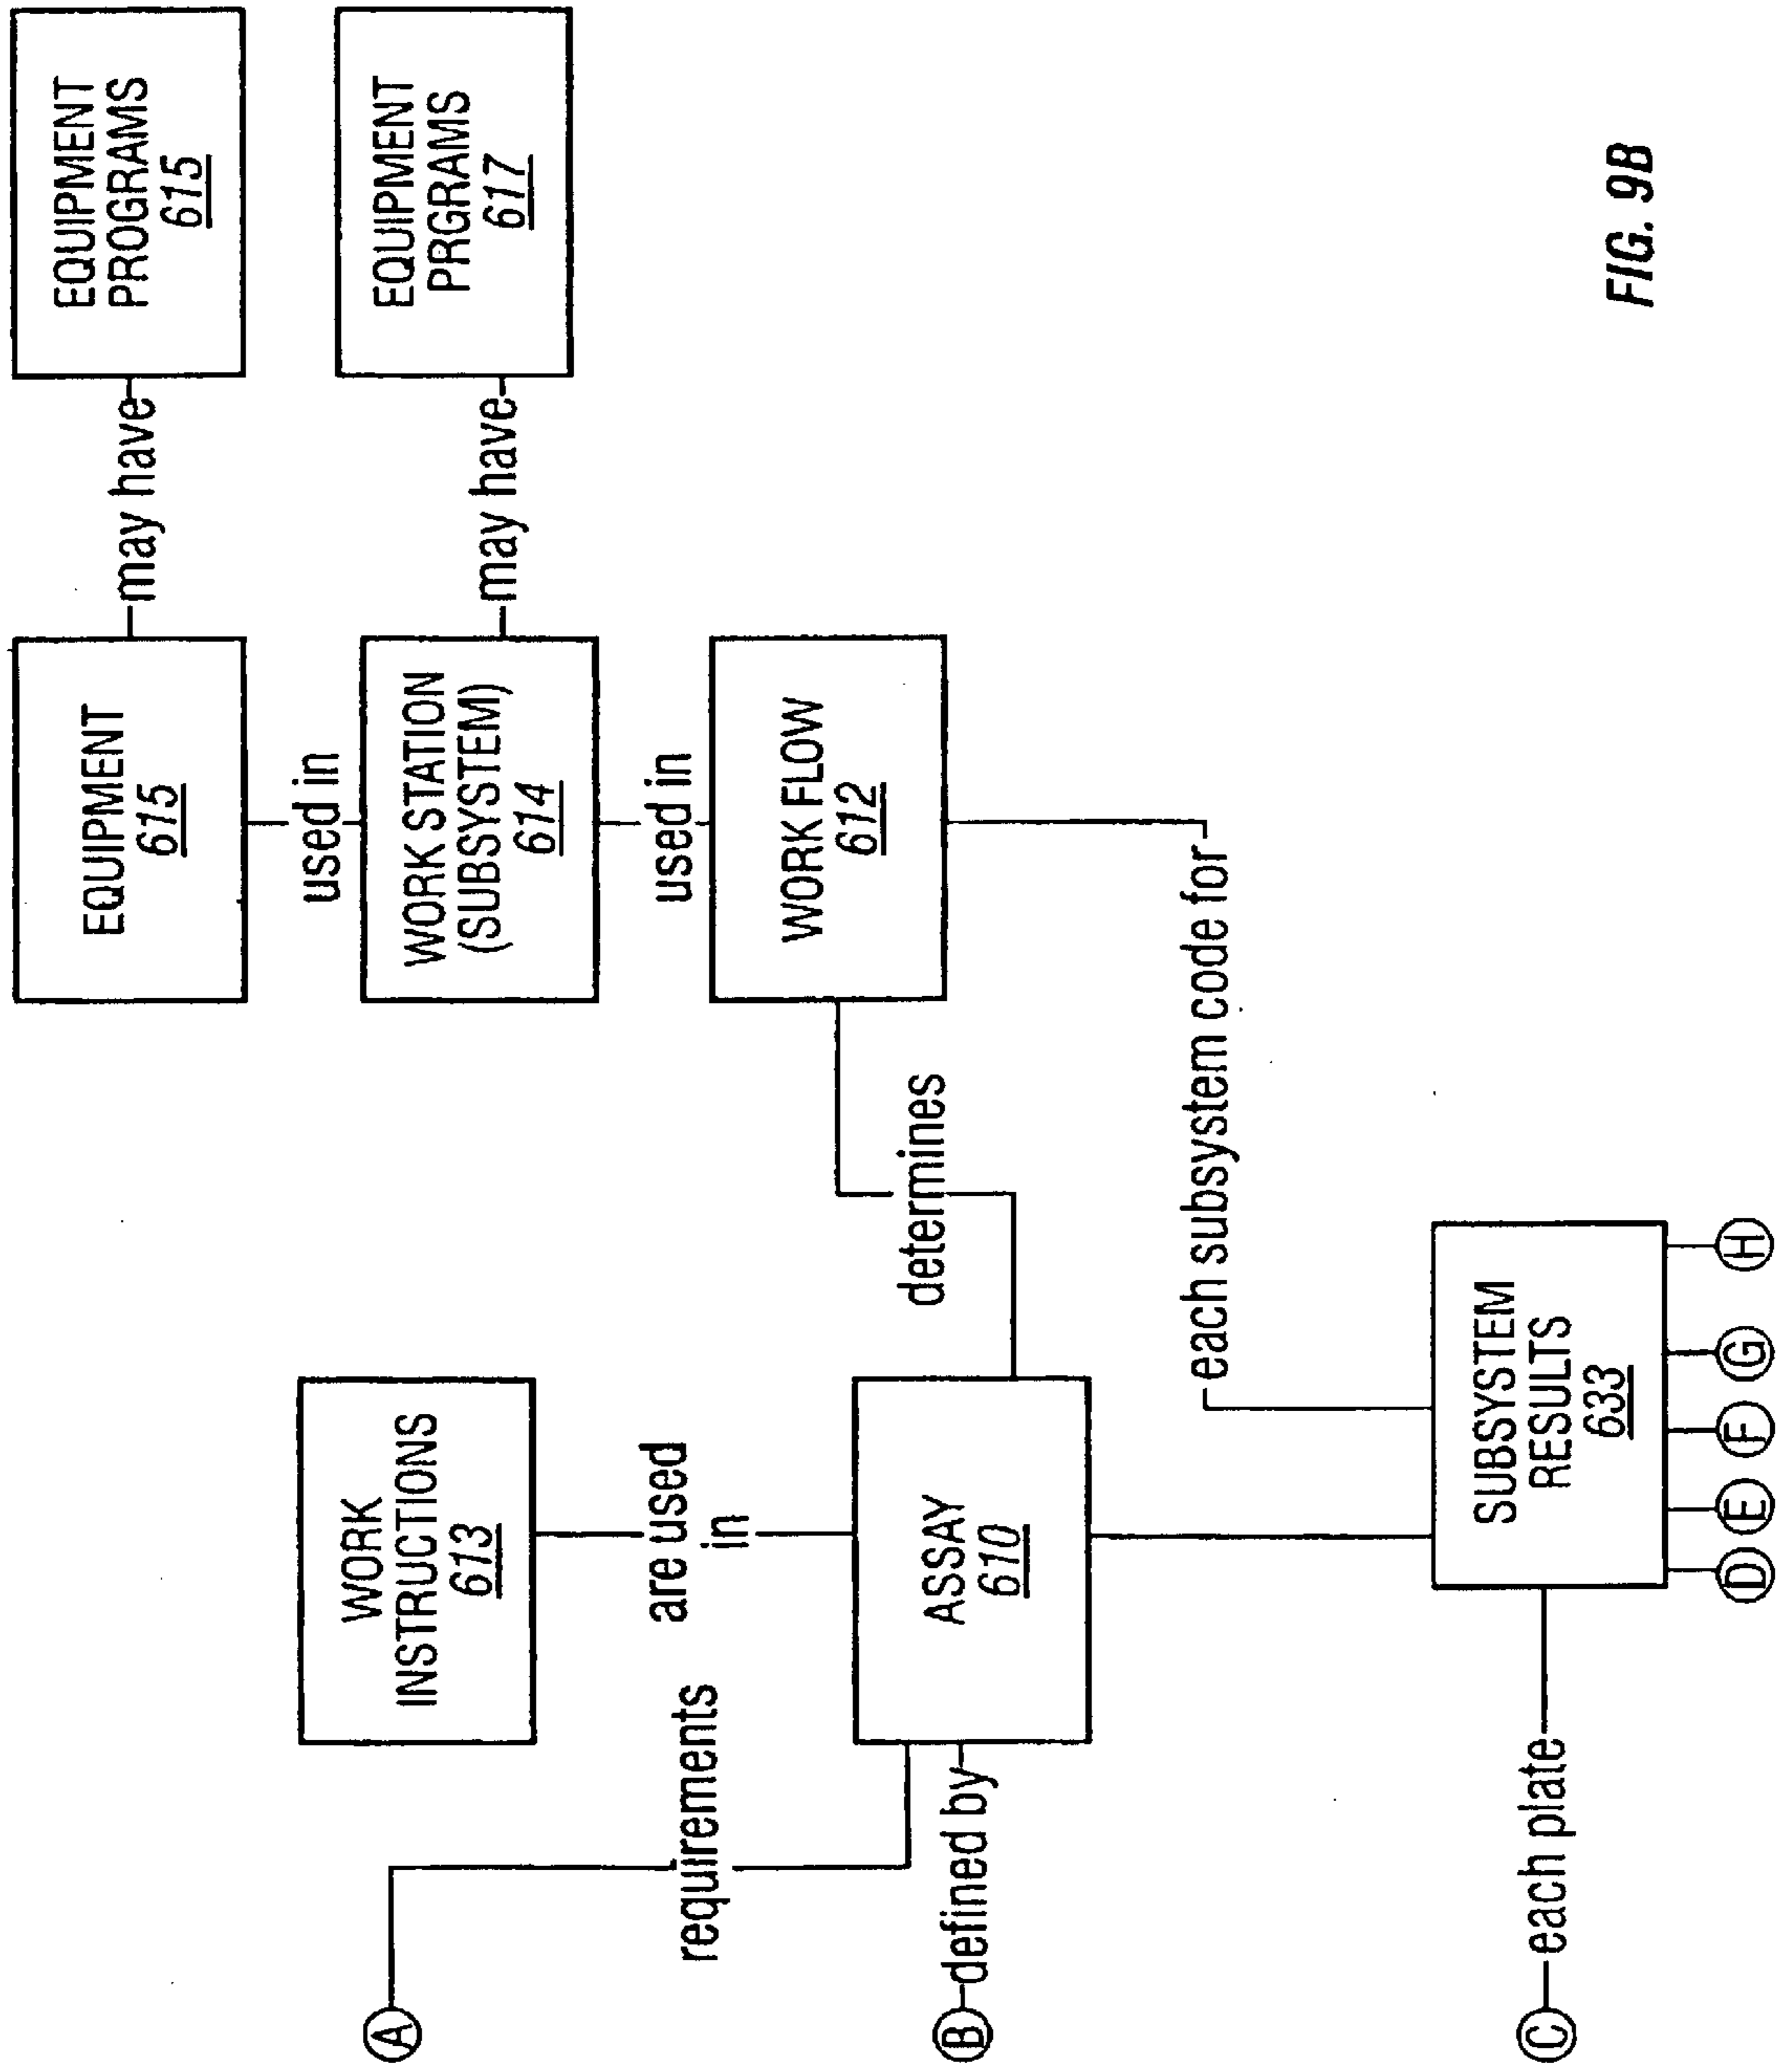 EQUIPMENT
615
may have
EQUIPMENT
PROGRAMS
615
used in
WORK STATION
(SUBSYSTEM)
614
may have
EQUIPMENT
PRGRAMS
617
used in
WORK
INSTRUCTIONS
613
WORK FLOW
612
A
requirements
are used
in
determines
B
defined by
ASSAY
610
each subsystem code for
C
each plate
SUBSYSTEM
RESULTS
633
D
E
F
G
H
FIG. 9B